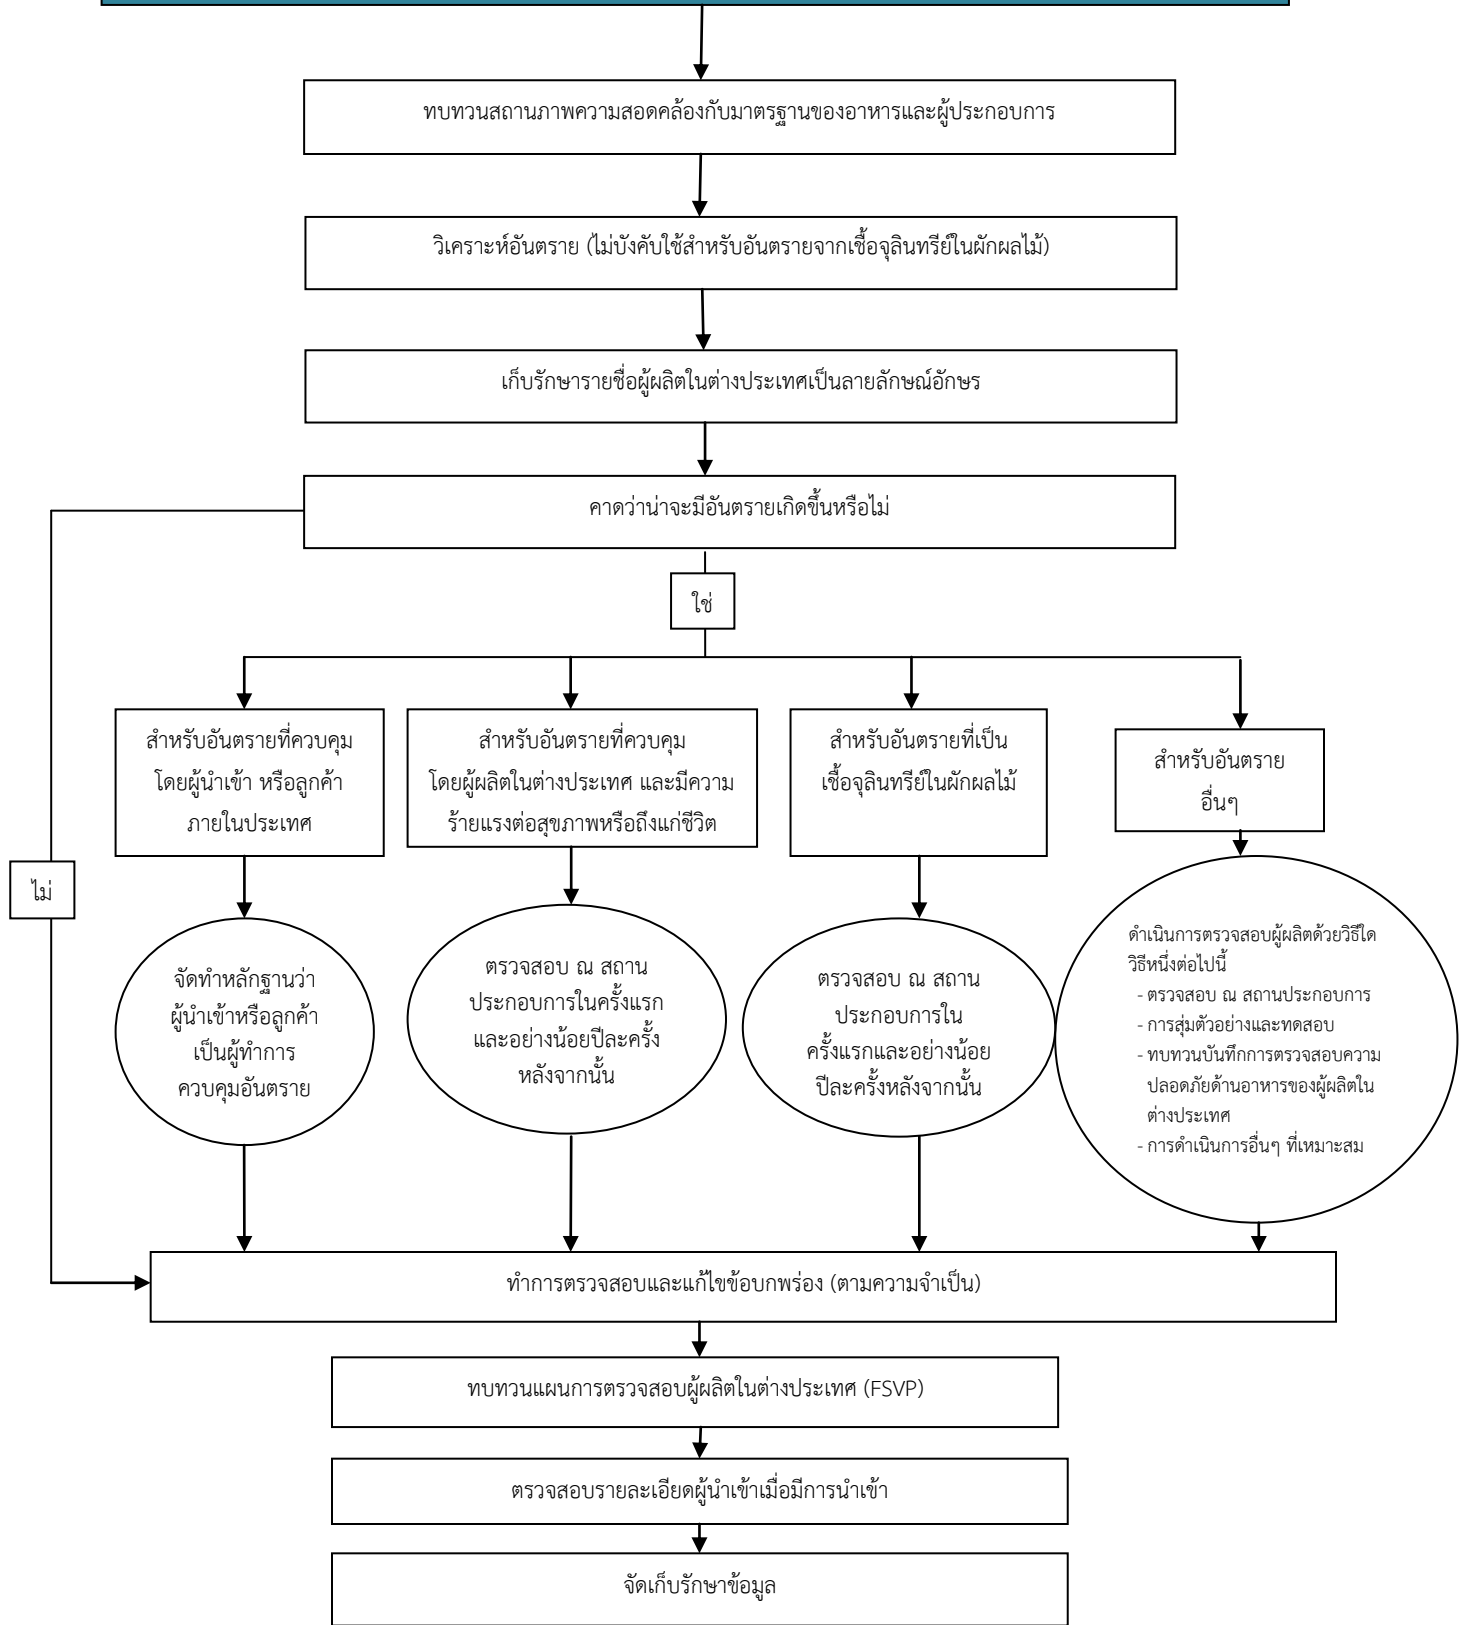 ทบทวนสถานภาพความสอดคล้องกับมาตรฐานของอาหารและผู้ประกอบการ
วิเคราะห์อันตราย (ไม่บังคับใช้สำหรับอันตรายจากเชื้อจุลินทรีย์ในผักผลไม้)
เก็บรักษารายชื่อผู้ผลิตในต่างประเทศเป็นลายลักษณ์อักษร
คาดว่าน่าจะมีอันตรายเกิดขึ้นหรือไม่
ใช่
สำหรับอันตรายที่ควบคุม
โดยผู้นำเข้า หรือลูกค้า
ภายในประเทศ
สำหรับอันตรายที่ควบคุม
โดยผู้ผลิตในต่างประเทศ และมีความ
ร้ายแรงต่อสุขภาพหรือถึงแก่ชีวิต
สำหรับอันตรายที่เป็น
เชื้อจุลินทรีย์ในผักผลไม้
สำหรับอันตราย
อื่นๆ
ไม่
จัดทำหลักฐานว่า
ผู้นำเข้าหรือลูกค้า
เป็นผู้ทำการ
ควบคุมอันตราย
ตรวจสอบ ณ สถาน
ประกอบการในครั้งแรก
และอย่างน้อยปีละครั้ง
หลังจากนั้น
ตรวจสอบ ณ สถาน
ประกอบการใน
ครั้งแรกและอย่างน้อย
ปีละครั้งหลังจากนั้น
ดำเนินการตรวจสอบผู้ผลิตด้วยวิธีใด
วิธีหนึ่งต่อไปนี้
- ตรวจสอบ ณ สถานประกอบการ
- การสุ่มตัวอย่างและทดสอบ
- ทบทวนบันทึกการตรวจสอบความ
ปลอดภัยด้านอาหารของผู้ผลิตใน
ต่างประเทศ
- การดำเนินการอื่นๆ ที่เหมาะสม
ทำการตรวจสอบและแก้ไขข้อบกพร่อง (ตามความจำเป็น)
ทบทวนแผนการตรวจสอบผู้ผลิตในต่างประเทศ (FSVP)
ตรวจสอบรายละเอียดผู้นำเข้าเมื่อมีการนำเข้า
จัดเก็บรักษาข้อมูล